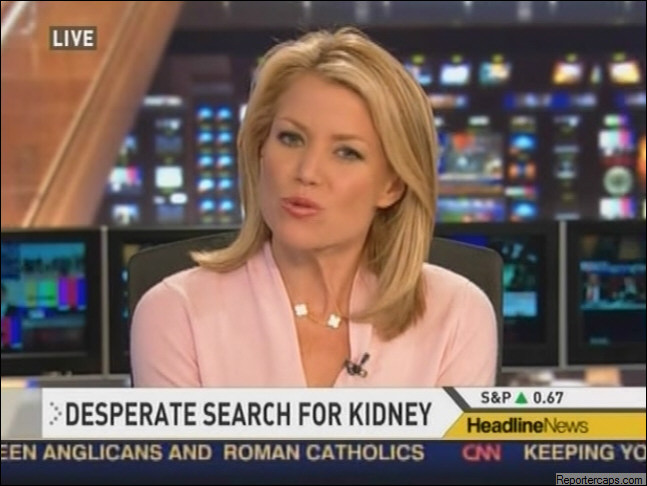 LIVE
DESPERATE SEARCH FOR KIDNEY
S&P ▲ 0.67
HeadlineNews
EEN ANGLICANS AND ROMAN CATHOLICS CNN KEEPING YO
Reportercaps.com